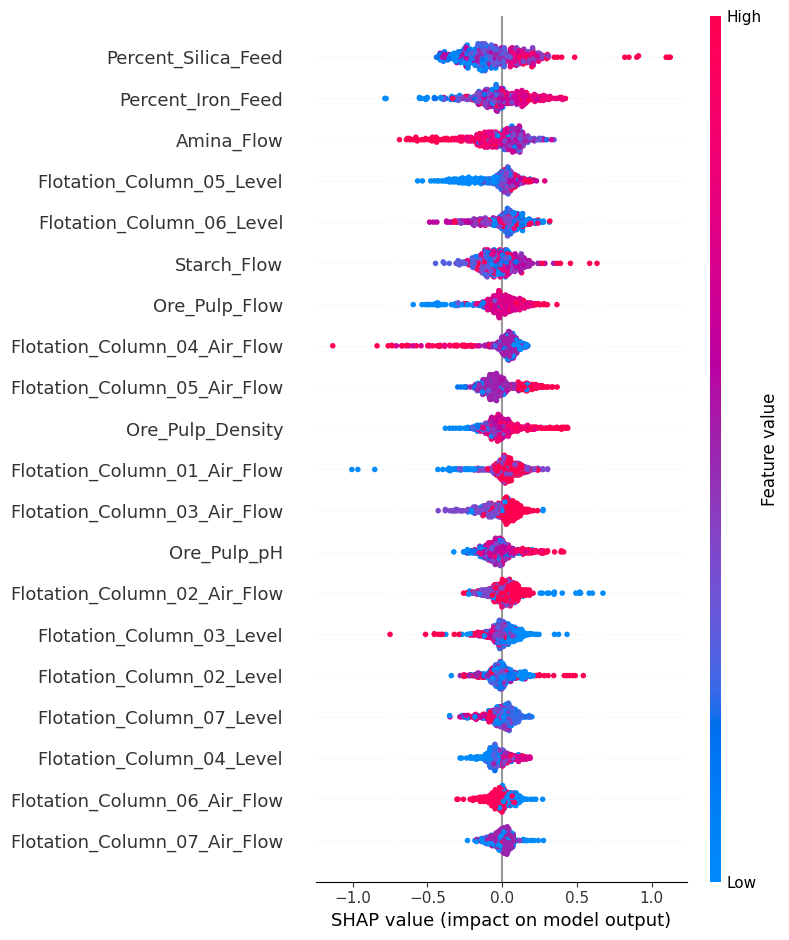 High
Percent_Silica_Feed
Percent_Iron_Feed
Amina_Flow
Flotation_Column_05_Level
Flotation_Column_06_Level
Starch_Flow
Ore_Pulp_Flow
Flotation_Column_04_Air_Flow
Flotation_Column_05_Air_Flow
Ore_Pulp_Density
Flotation_Column_01_Air_Flow
Flotation_Column_03_Air_Flow
Ore_Pulp_pH
Flotation_Column_02_Air_Flow
Flotation_Column_03_Level
Flotation_Column_02_Level
Flotation_Column_07_Level
Flotation_Column_04_Level
Flotation_Column_06_Air_Flow
Flotation_Column_07_Air_Flow
Feature value
Low
−1.0 −0.5 0.0 0.5 1.0
SHAP value (impact on model output)